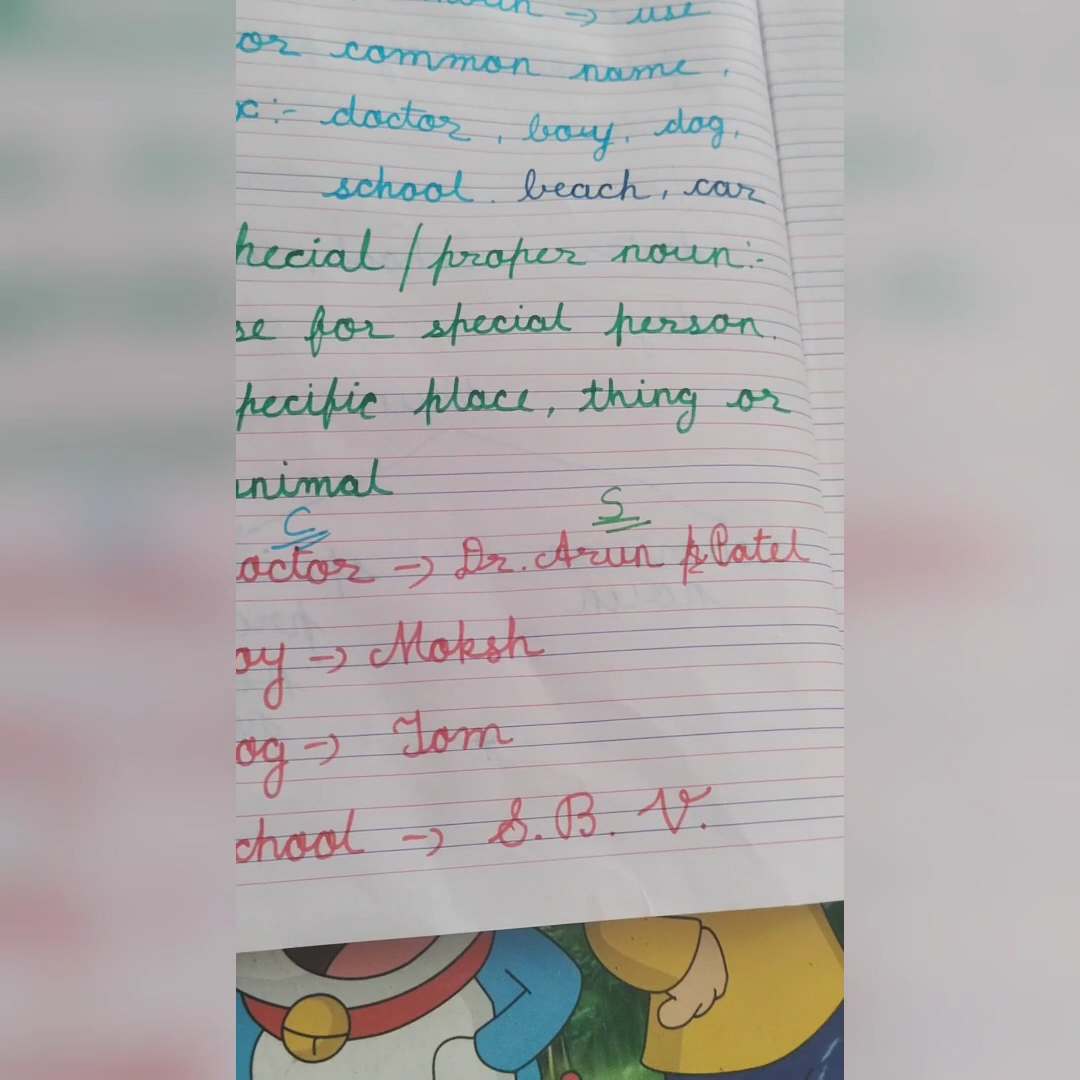 → use
or common name.
x:- doctor, boy, dog,
school. beach, car
pecial / proper noun:-
se for special person.
pecific place, thing or
nimal
C S
octor → Dr. Arun Patel
oy → Moksh
og → Tom
chool → S. B. V.